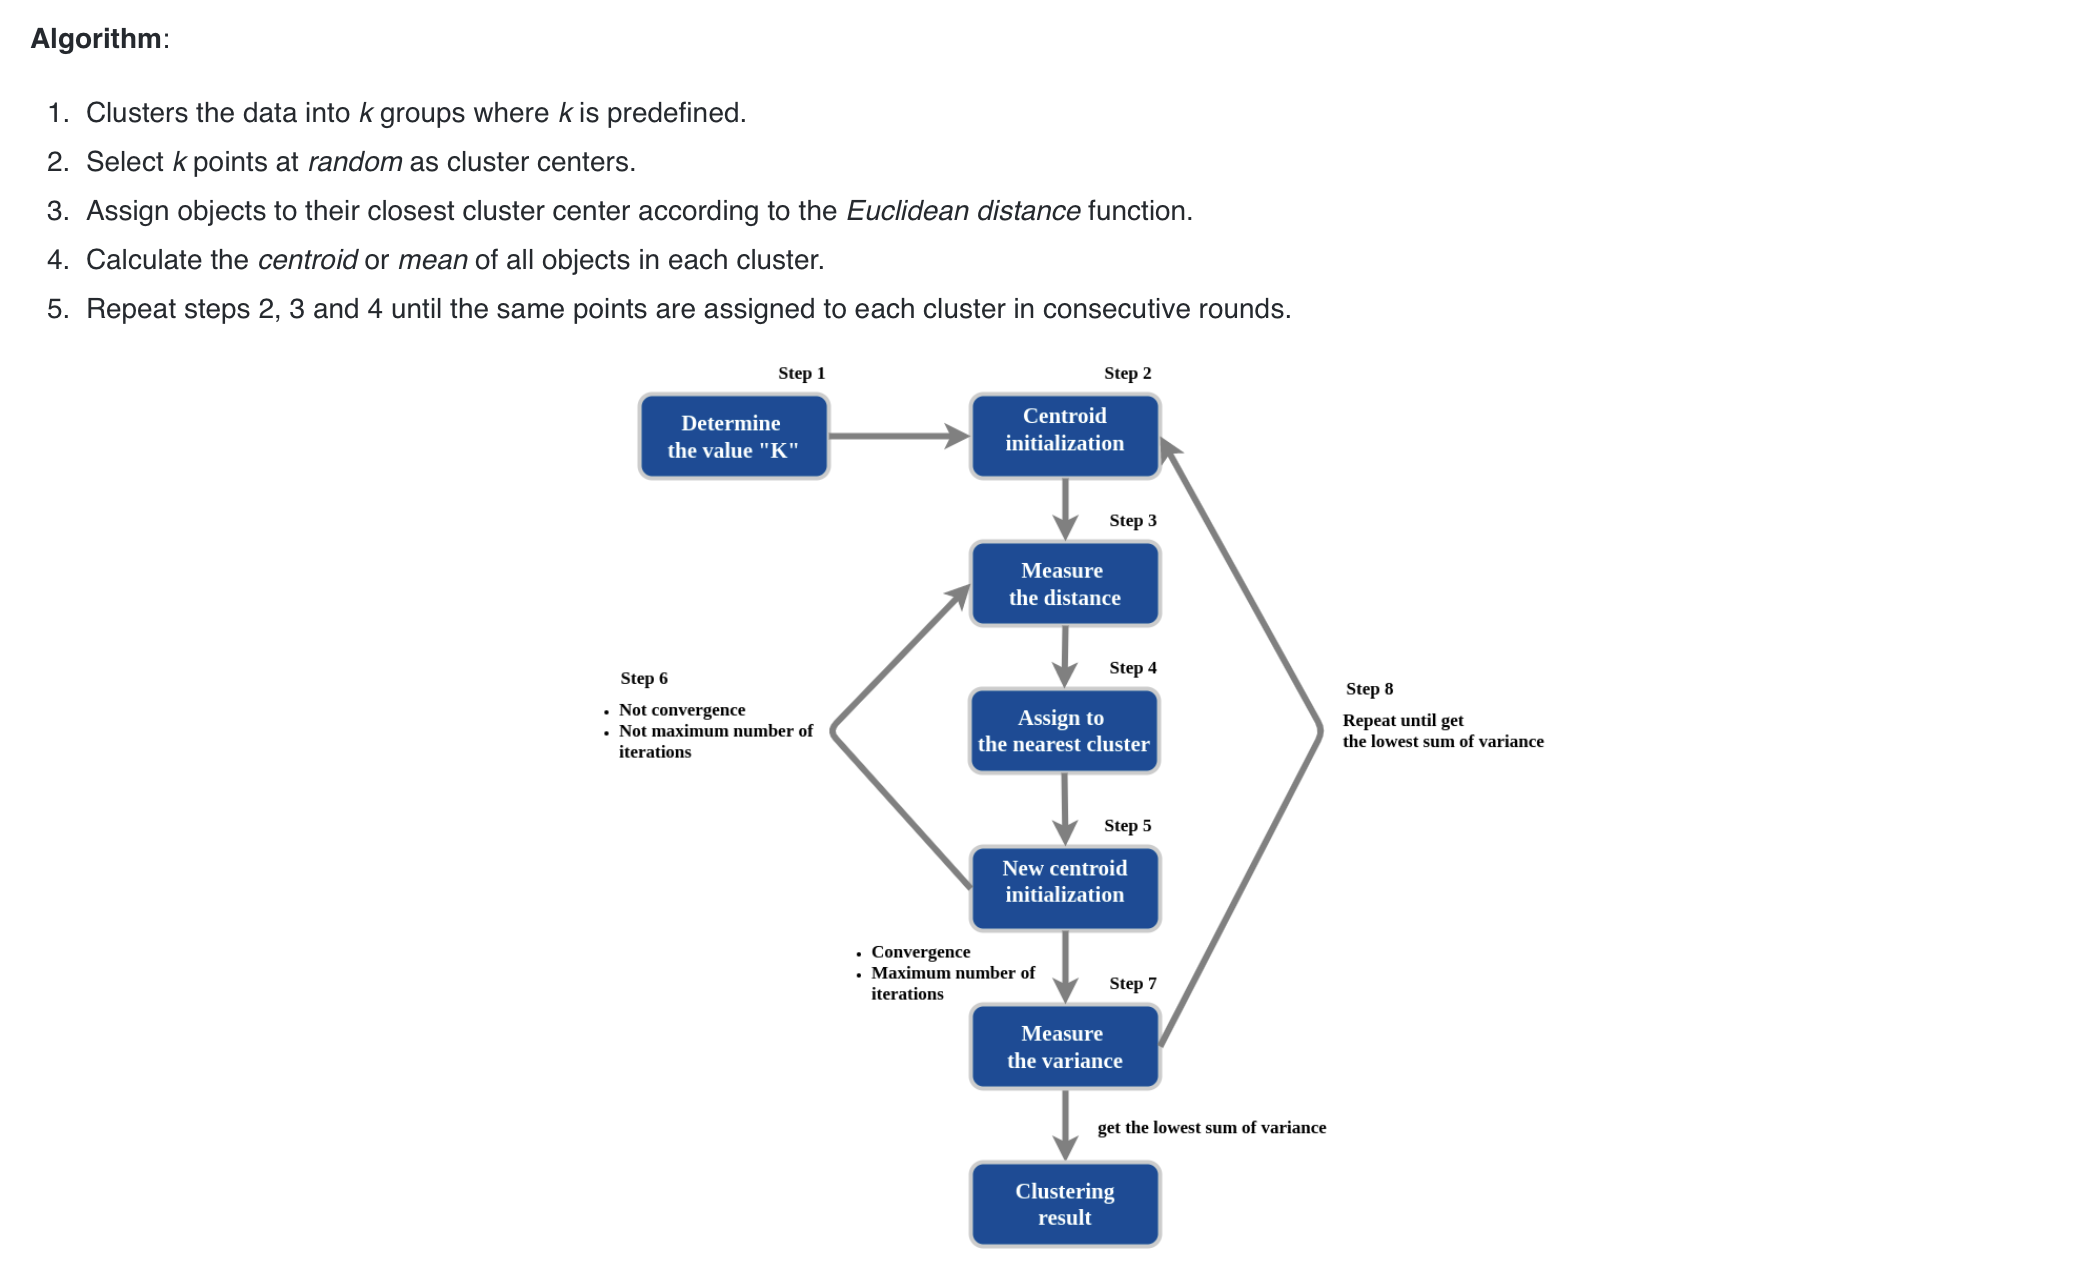 Algorithm:
1. Clusters the data into k groups where k is predefined.
2. Select k points at random as cluster centers.
3. Assign objects to their closest cluster center according to the Euclidean distance function.
4. Calculate the centroid or mean of all objects in each cluster.
5. Repeat steps 2, 3 and 4 until the same points are assigned to each cluster in consecutive rounds.
Step 1
Determine
the value "K"
Step 2
Centroid
initialization
Step 3
Measure
the distance
Step 4
Assign to
the nearest cluster
Step 5
New centroid
initialization
Step 6
• Not convergence
• Not maximum number of
iterations
• Convergence
• Maximum number of
iterations
Step 7
Measure
the variance
Step 8
Repeat until get
the lowest sum of variance
get the lowest sum of variance
Clustering
result